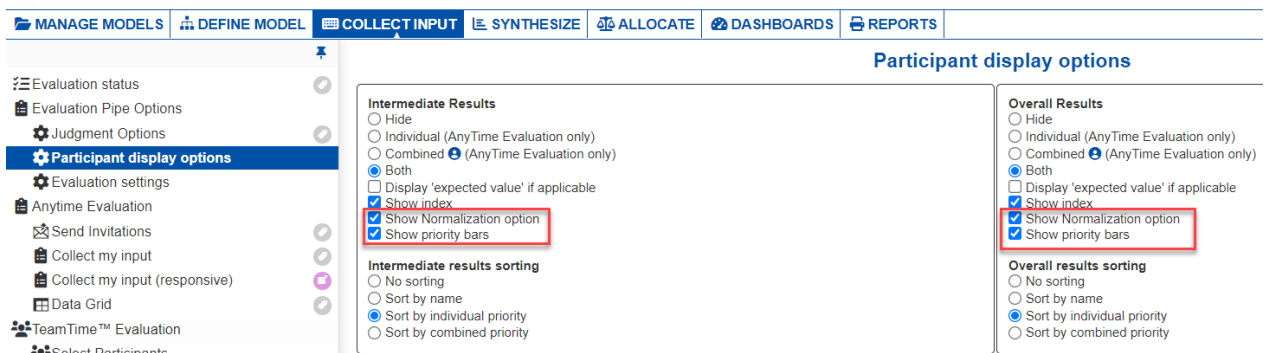 MANAGE MODELS DEFINE MODEL COLLECT INPUT SYNTHESIZE ALLOCATE DASHBOARDS REPORTS
Evaluation status
Evaluation Pipe Options
Judgment Options
Participant display options
Evaluation settings
Anytime Evaluation
Send Invitations
Collect my input
Collect my input (responsive)
Data Grid
TeamTime™ Evaluation
Select Participants
Participant display options
Intermediate Results
Hide
Individual (AnyTime Evaluation only)
Combined (AnyTime Evaluation only)
Both
Display 'expected value' if applicable
Show index
Show Normalization option
Show priority bars
Intermediate results sorting
No sorting
Sort by name
Sort by individual priority
Sort by combined priority
Overall Results
Hide
Individual (AnyTime Evaluation only)
Combined (AnyTime Evaluation only)
Both
Display 'expected value' if applicable
Show index
Show Normalization option
Show priority bars
Overall results sorting
No sorting
Sort by name
Sort by individual priority
Sort by combined priority